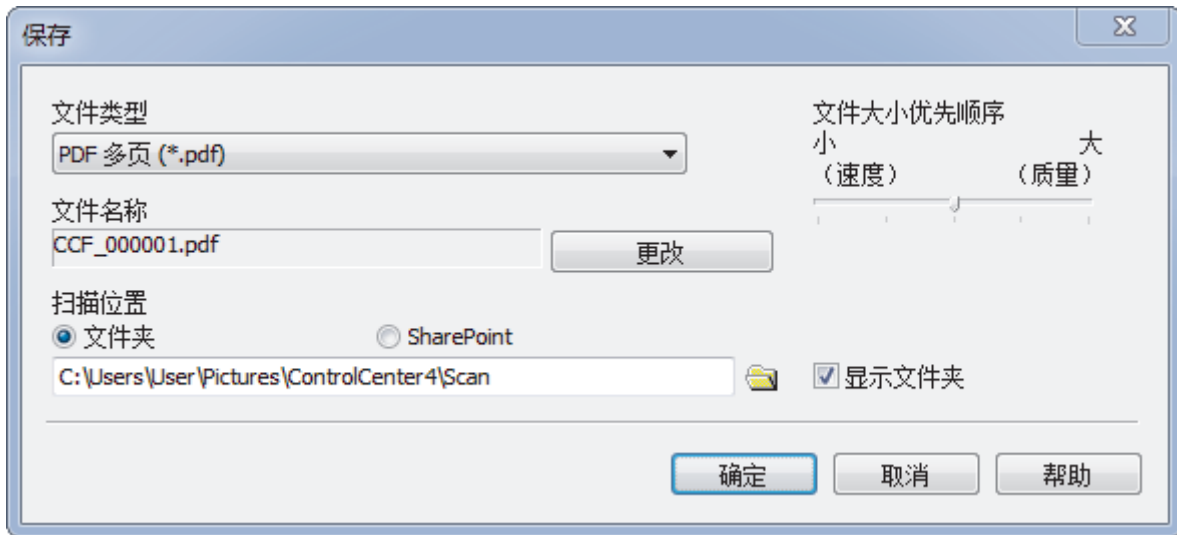 保存
文件类型
PDF 多页 (*.pdf)
文件大小优先顺序
小 大
（速度） （质量）
文件名称
CCF_000001.pdf
更改
扫描位置
文件夹 SharePoint
C:\Users\User\Pictures\ControlCenter4\Scan
显示文件夹
确定 取消 帮助